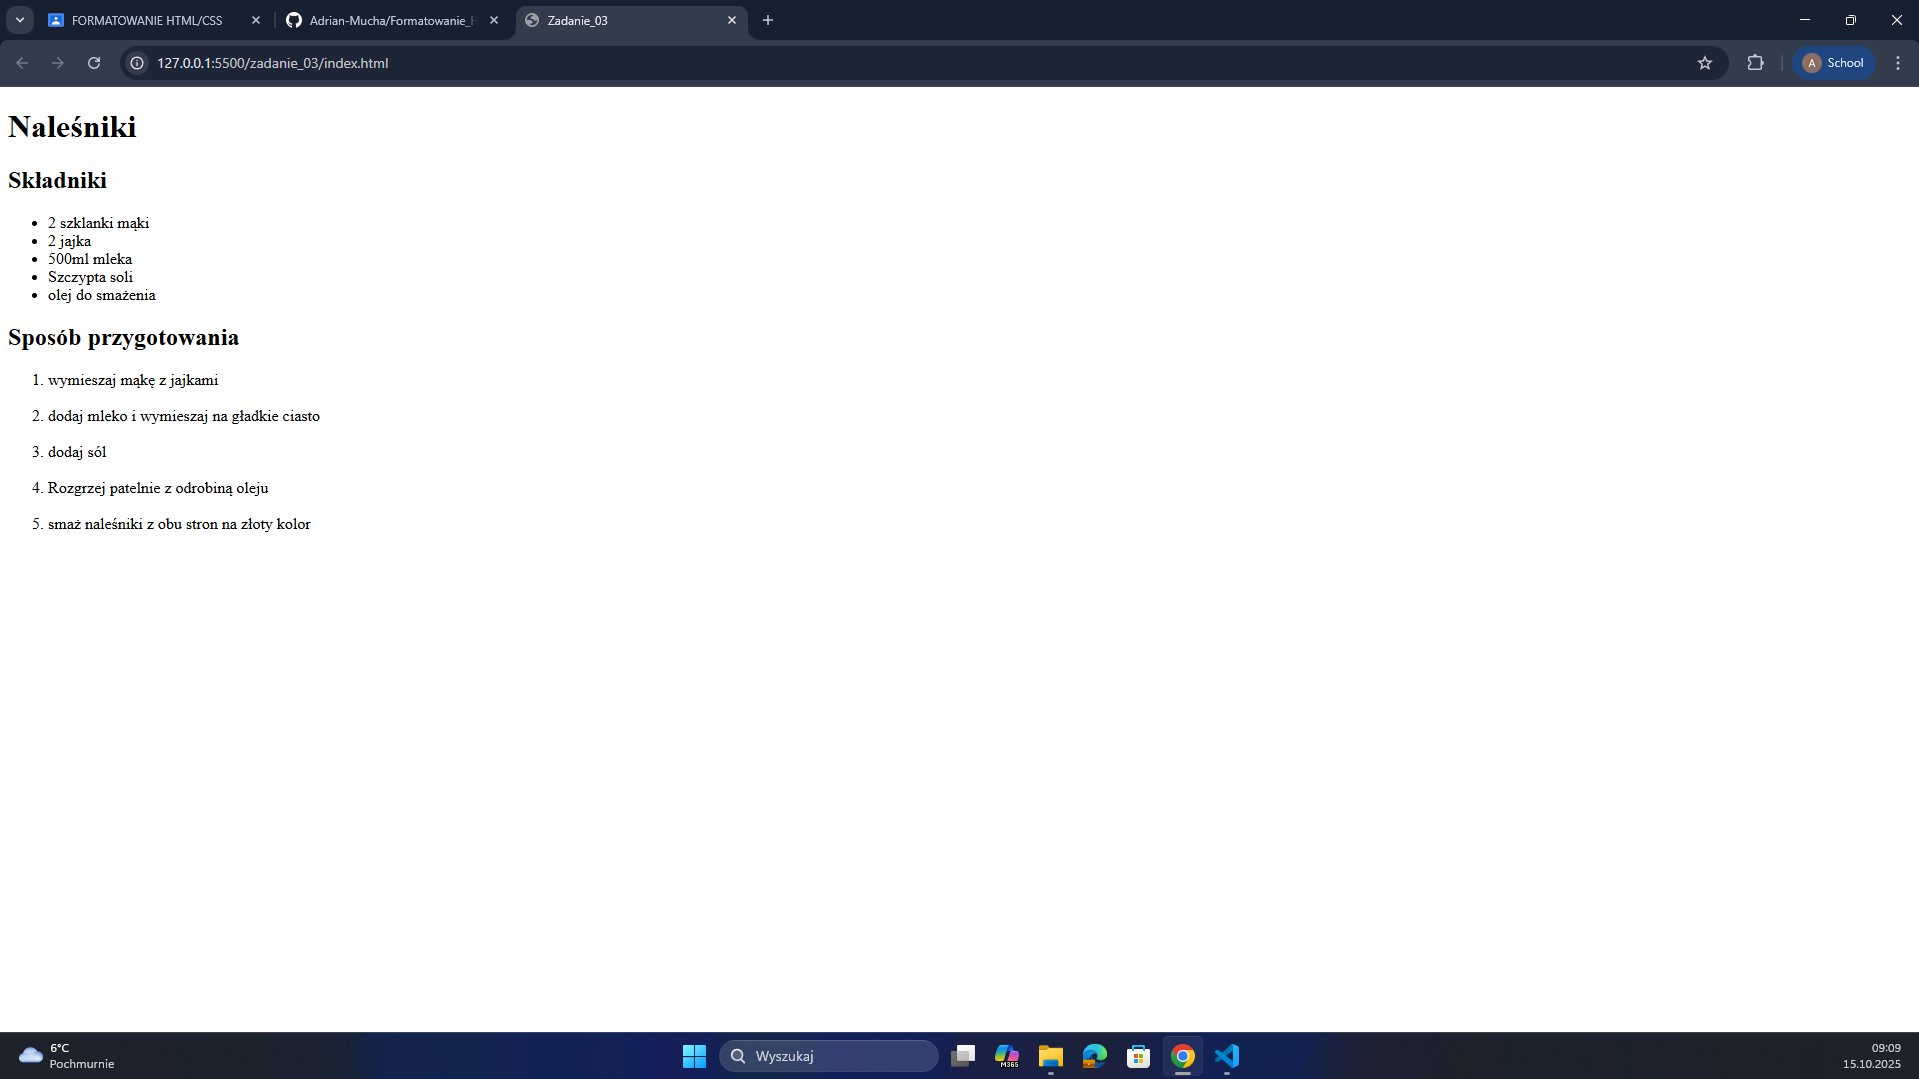 FORMATOWANIE HTML/CSS
Adrian-Mucha/Formatowanie_H
Zadanie_03
127.0.0.1:5500/zadanie_03/index.html
A School
Naleśniki
Składniki
• 2 szklanki mąki
• 2 jajka
• 500ml mleka
• Szczypta soli
• olej do smażenia
Sposób przygotowania
1. wymieszaj mąkę z jajkami
2. dodaj mleko i wymieszaj na gładkie ciasto
3. dodaj sól
4. Rozgrzej patelnie z odrobiną oleju
5. smaż naleśniki z obu stron na złoty kolor
6°C
Pochmurnie
Wyszukaj
M365
09:09
15.10.2025